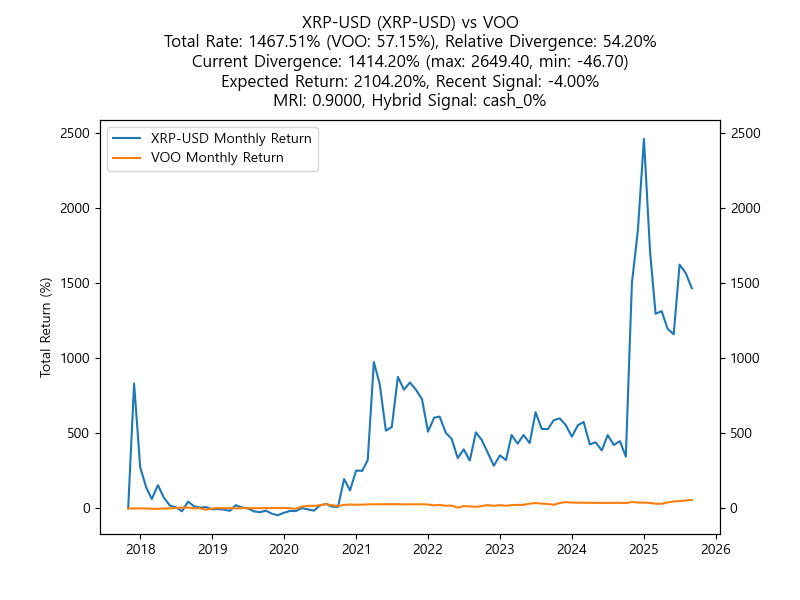 XRP-USD (XRP-USD) vs VOO
Total Rate: 1467.51% (VOO: 57.15%), Relative Divergence: 54.20%
Current Divergence: 1414.20% (max: 2649.40, min: -46.70)
Expected Return: 2104.20%, Recent Signal: -4.00%
MRI: 0.9000, Hybrid Signal: cash_0%
XRP-USD Monthly Return
VOO Monthly Return
Total Return (%)
2500 2500
2000 2000
1500 1500
1000 1000
500 500
0 0
2018 2019 2020 2021 2022 2023 2024 2025 2026